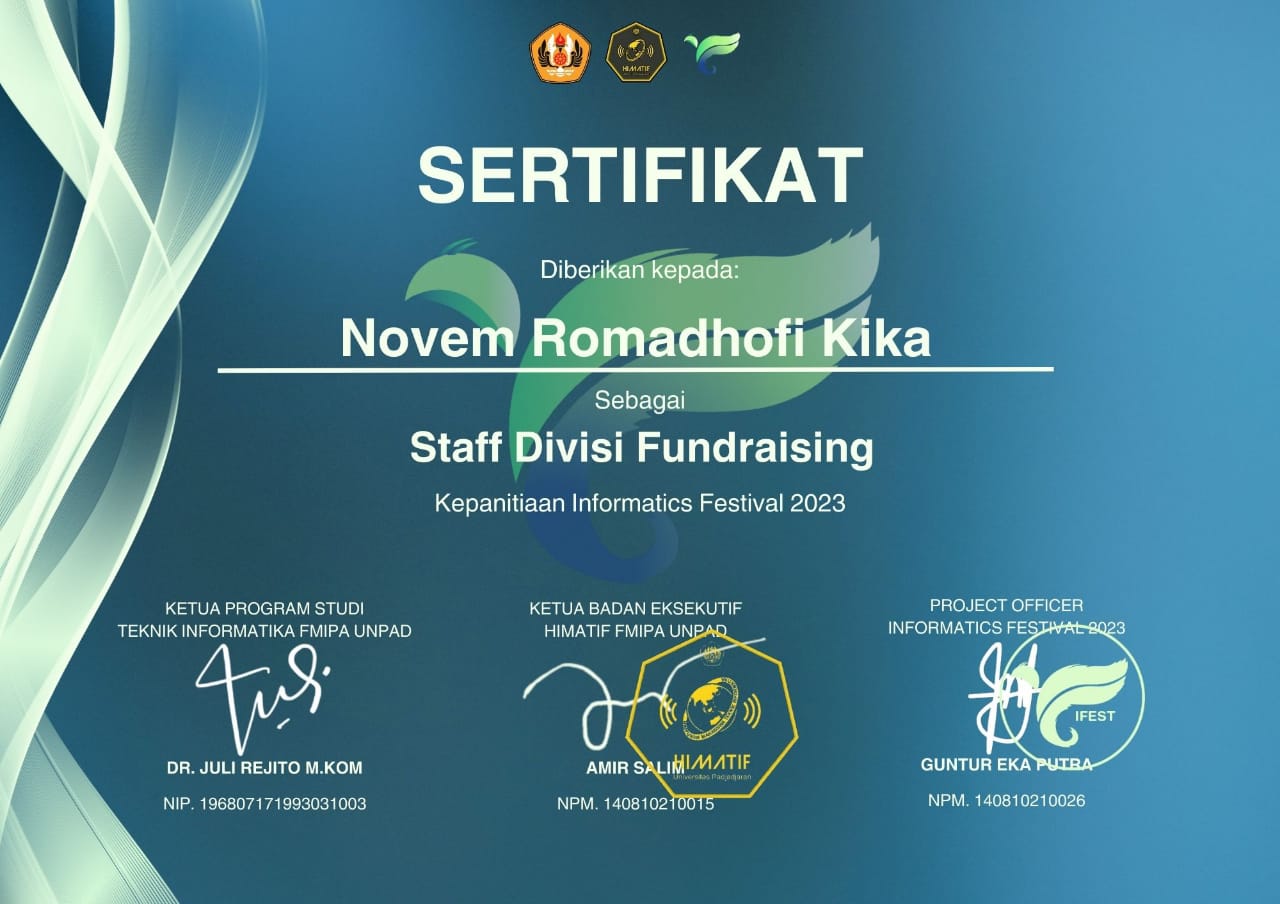 HIMATIF
SERTIFIKAT
Diberikan kepada:
Novem Romadhofi Kika
Sebagai
Staff Divisi Fundraising
Kepanitiaan Informatics Festival 2023
KETUA PROGRAM STUDI
TEKNIK INFORMATIKA FMIPA UNPAD
DR. JULI REJITO M.KOM
NIP. 196807171993031003
KETUA BADAN EKSEKUTIF
HIMATIF FMIPA UNPAD
HIMATIF
Universitas Padjadjaran
AMIR SALIM
NPM. 140810210015
PROJECT OFFICER
INFORMATICS FESTIVAL 2023
IFEST
GUNTUR EKA PUTRA
NPM. 140810210026